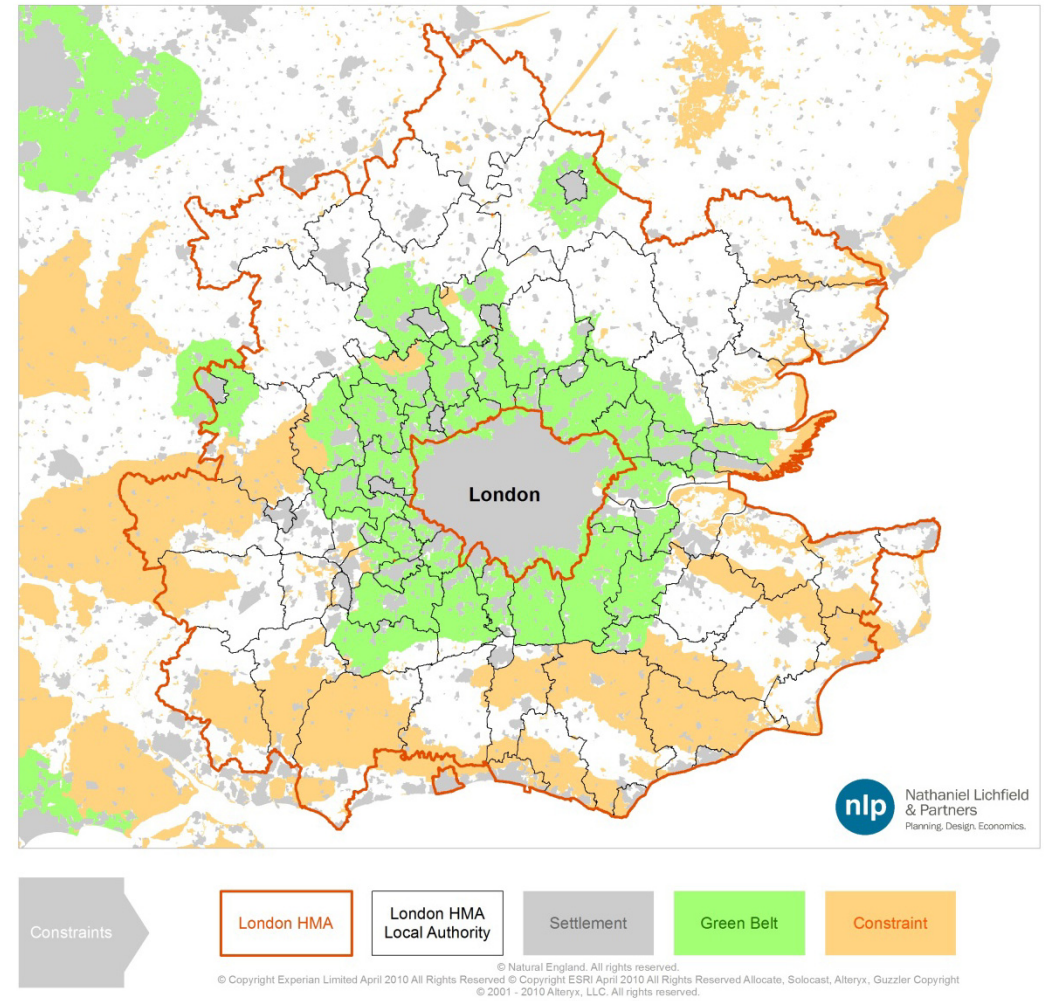 London
nlp
Nathaniel Lichfield
& Partners
Planning. Design. Economics.
Constraints
London HMA
London HMA
Local Authority
Settlement
Green Belt
Constraint
© Natural England. All rights reserved.
© Copyright Experian Limited April 2010 All Rights Reserved © Copyright ESRI April 2010 All Rights Reserved Allocate, Solocast, Alteryx, Guzzler Copyright
© 2001 - 2010 Alteryx, LLC. All rights reserved.